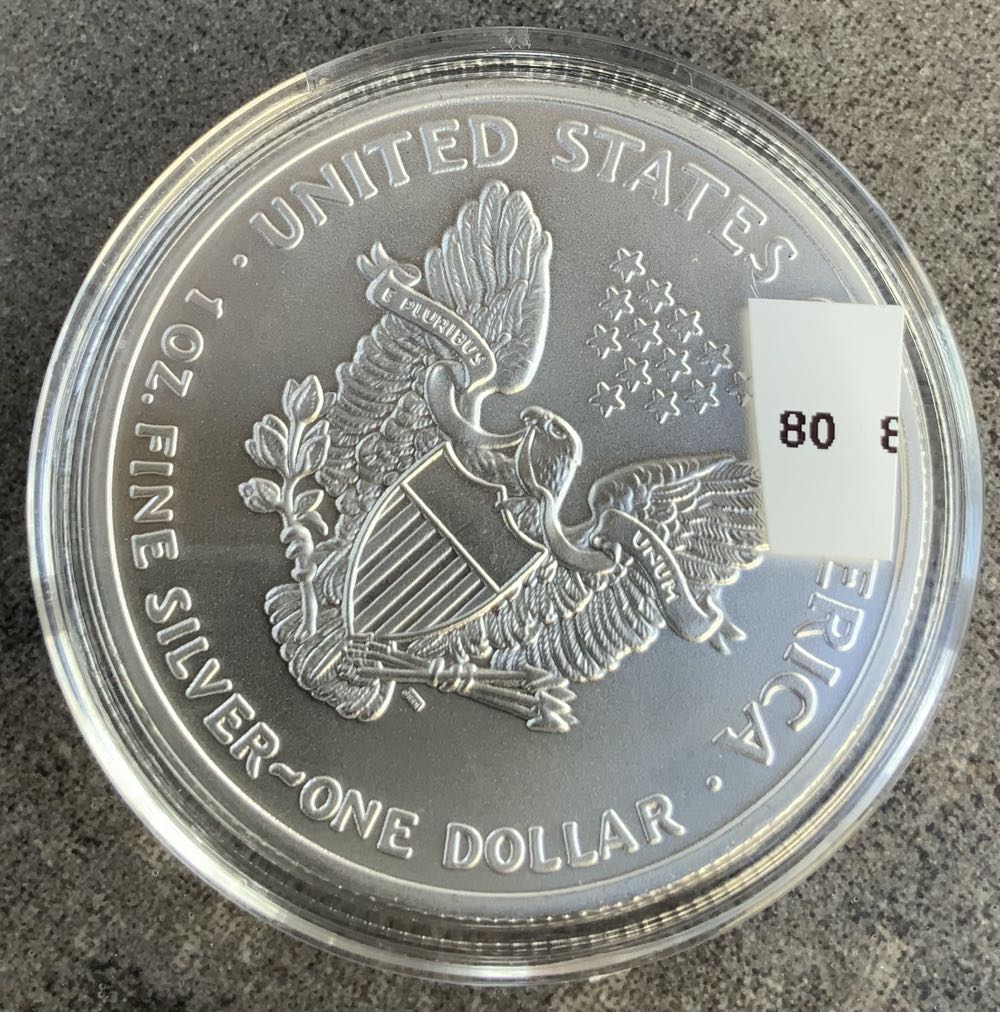 UNITED STATES
ERICA
1 OZ. FINE SILVER~ONE DOLLAR
E PLURIBUS
UNUM
80